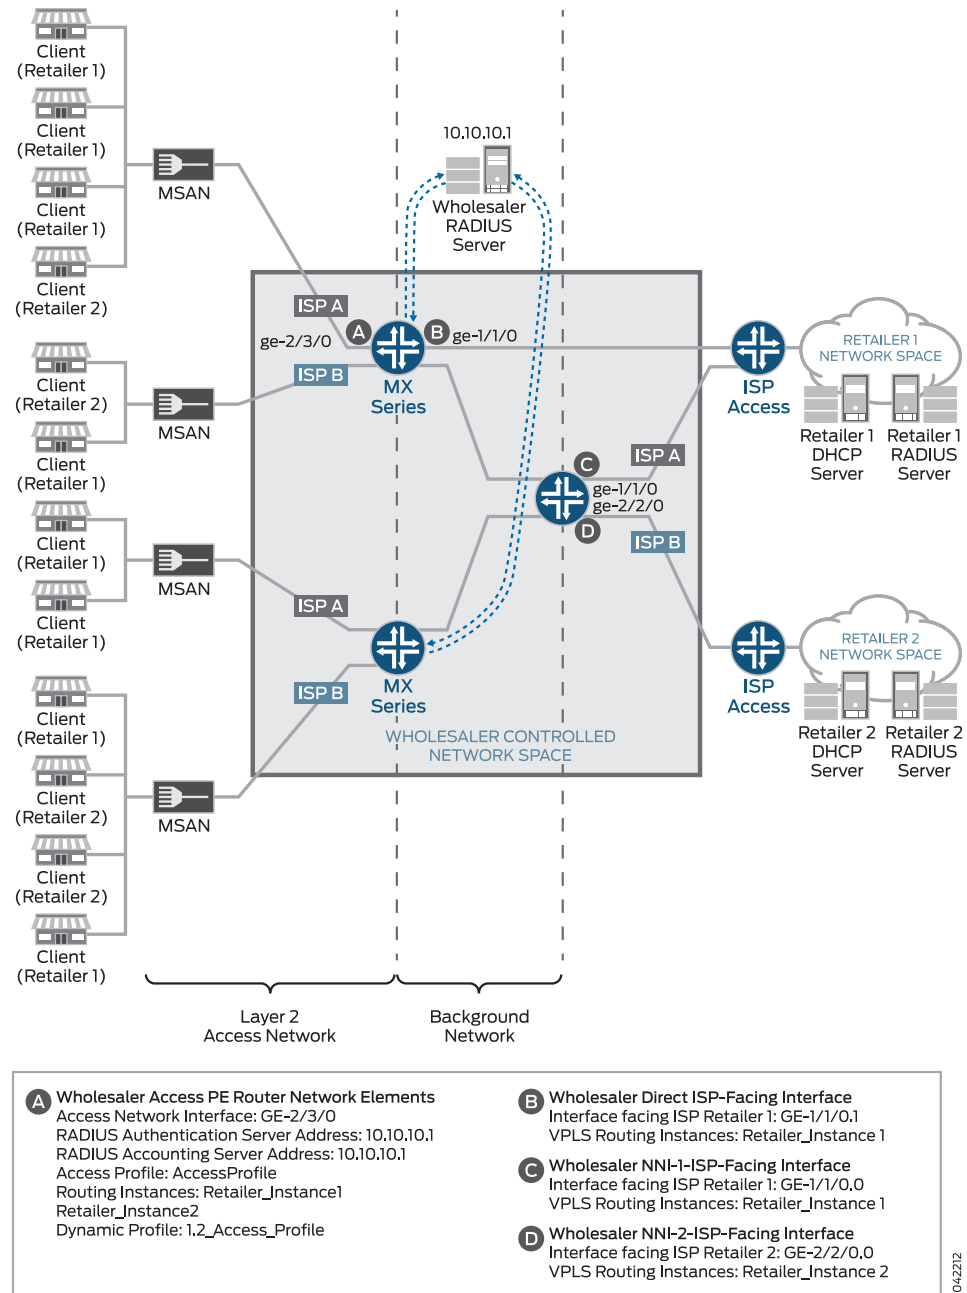 Client
(Retailer 1)
Client
(Retailer 1)
Client
(Retailer 1)
Client
(Retailer 2)
MSAN
10.10.10.1
Wholesaler
RADIUS
Server
ISP A
A
B
ge-2/3/0
ge-1/1/0
ISP B
MX
Series
Client
(Retailer 2)
Client
(Retailer 1)
MSAN
ISP
Access
RETAILER 1
NETWORK SPACE
Retailer 1
DHCP
Server
Retailer 1
RADIUS
Server
ISP A
C
ge-1/1/0
ge-2/2/0
D
ISP B
Client
(Retailer 1)
Client
(Retailer 1)
MSAN
ISP A
ISP B
MX
Series
WHOLESALER CONTROLLED
NETWORK SPACE
ISP
Access
RETAILER 2
NETWORK SPACE
Retailer 2
DHCP
Server
Retailer 2
RADIUS
Server
Client
(Retailer 1)
Client
(Retailer 2)
Client
(Retailer 2)
Client
(Retailer 1)
MSAN
Layer 2
Access Network
Background
Network
A Wholesaler Access PE Router Network Elements
Access Network Interface: GE-2/3/0
RADIUS Authentication Server Address: 10.10.10.1
RADIUS Accounting Server Address: 10.10.10.1
Access Profile: AccessProfile
Routing Instances: Retailer_Instance1
Retailer_Instance2
Dynamic Profile: 1.2_Access_Profile
B Wholesaler Direct ISP-Facing Interface
Interface facing ISP Retailer 1: GE-1/1/0.1
VPLS Routing Instances: Retailer_Instance 1
C Wholesaler NNI-1-ISP-Facing Interface
Interface facing ISP Retailer 1: GE-1/1/0.0
VPLS Routing Instances: Retailer_Instance 1
D Wholesaler NNI-2-ISP-Facing Interface
Interface facing ISP Retailer 2: GE-2/2/0.0
VPLS Routing Instances: Retailer_Instance 2
042212